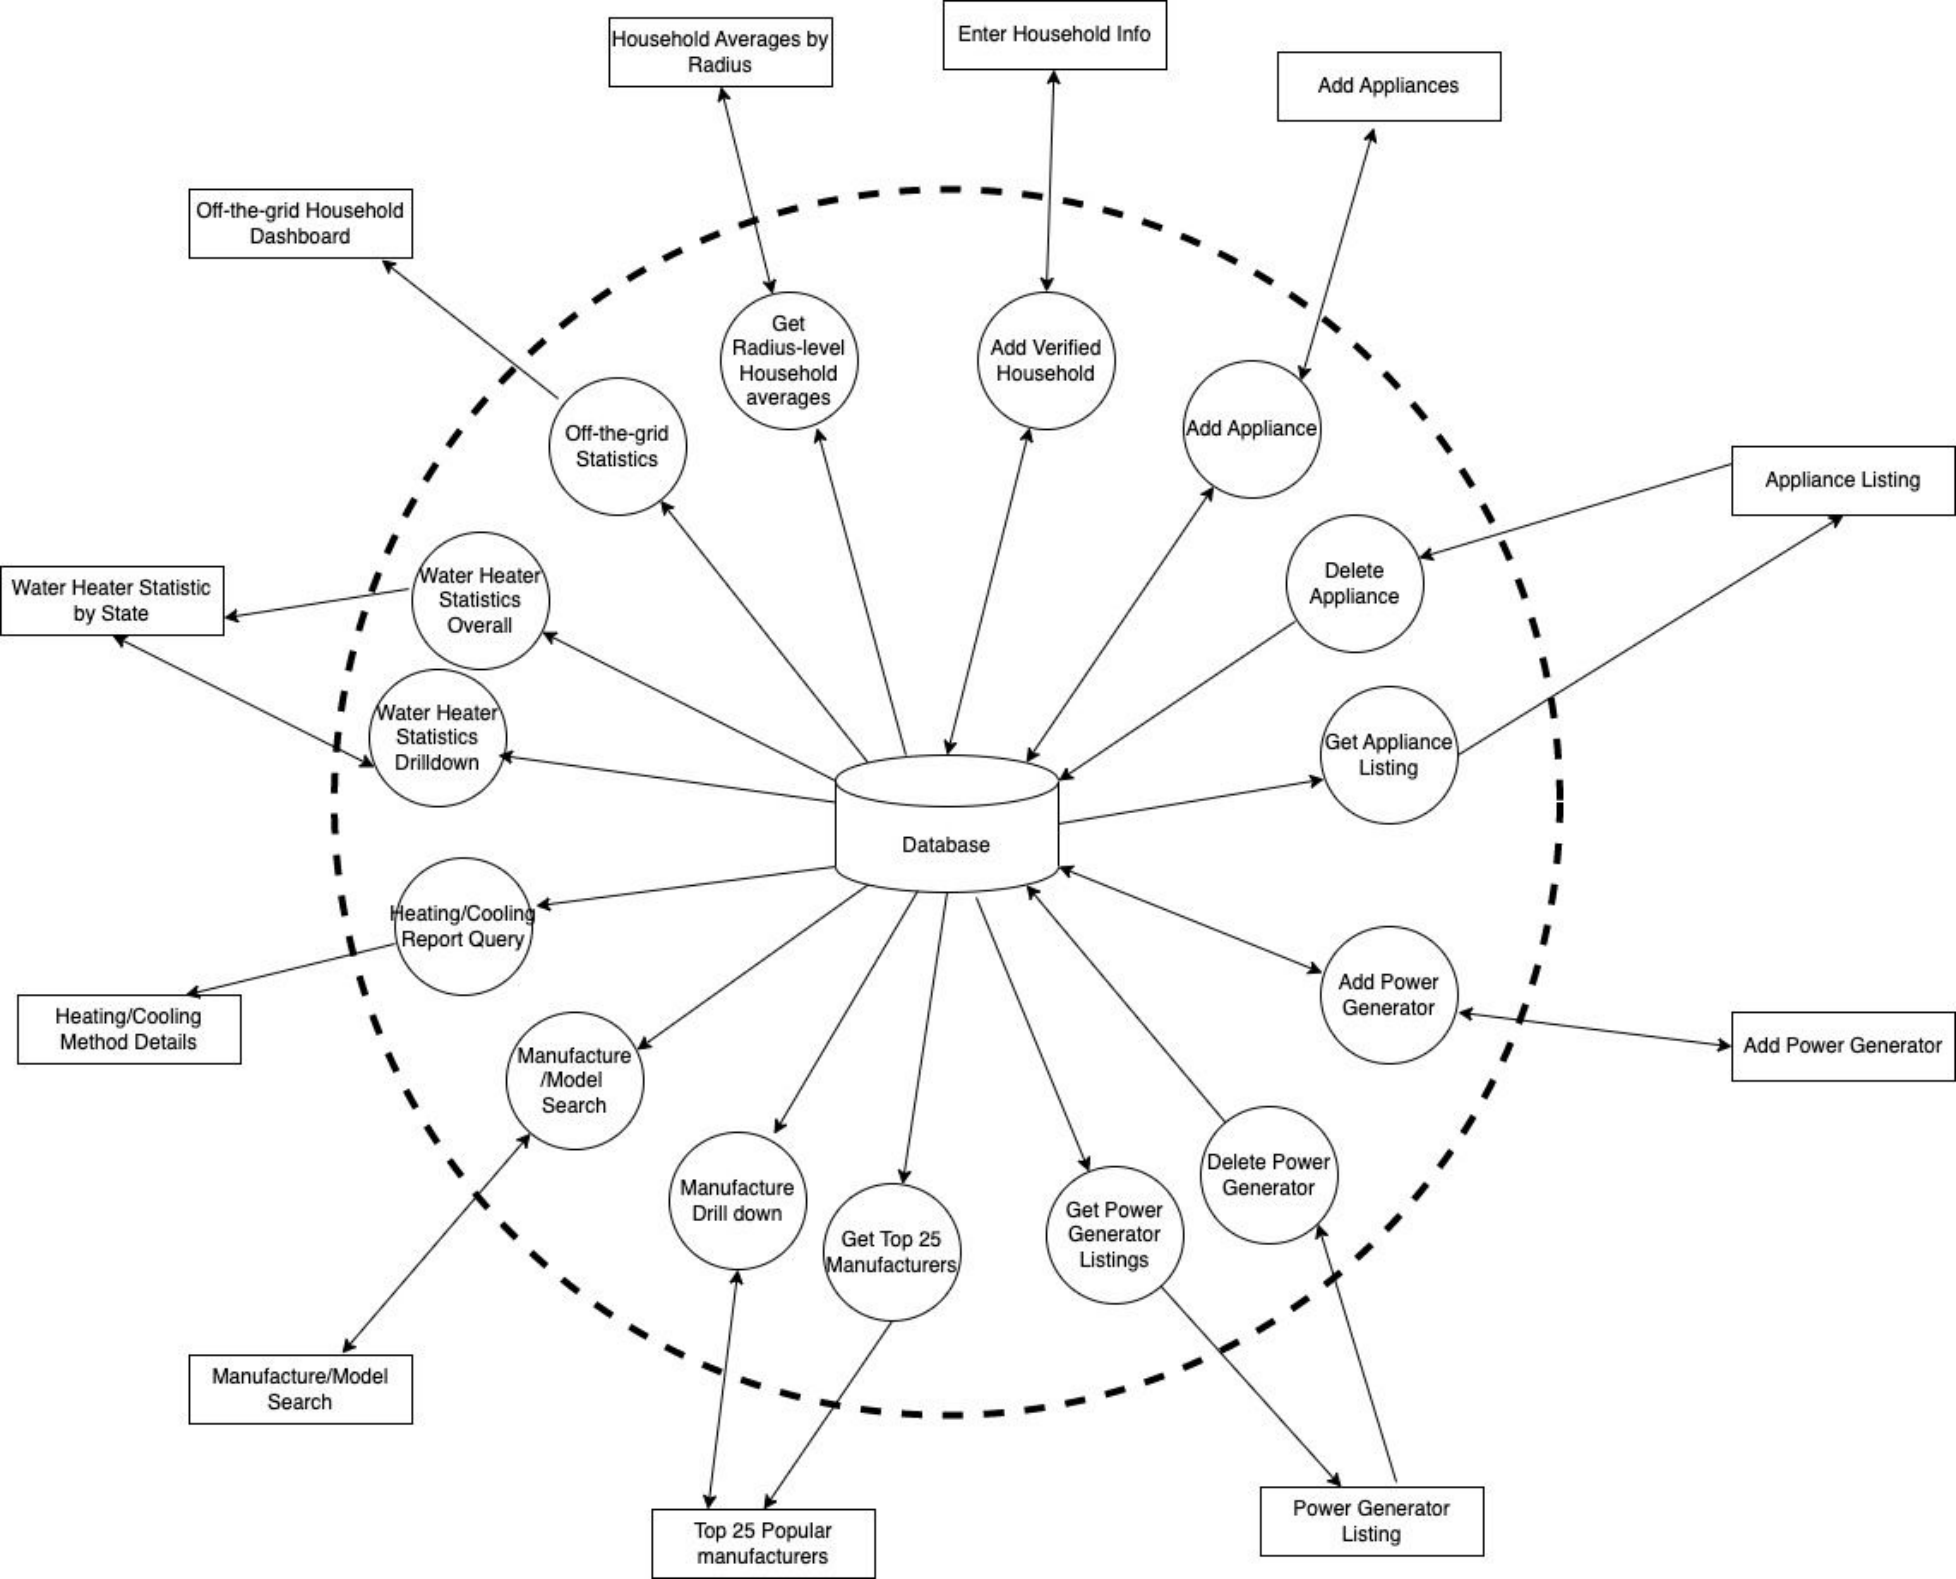 Enter Household Info
Household Averages by
Radius
Add Appliances
Off-the-grid Household
Dashboard
Get
Radius-level
Household
averages
Add Verified
Household
Add Appliance
Off-the-grid
Statistics
Appliance Listing
Water Heater
Statistics
Overall
Delete
Appliance
Water Heater Statistic
by State
Water Heater
Statistics
Drilldown
Get Appliance
Listing
Database
Heating/Cooling
Report Query
Add Power
Generator
Heating/Cooling
Method Details
Add Power Generator
Manufacture
/Model
Search
Delete Power
Generator
Manufacture
Drill down
Get Top 25
Manufacturers
Get Power
Generator
Listings
Manufacture/Model
Search
Top 25 Popular
manufacturers
Power Generator
Listing